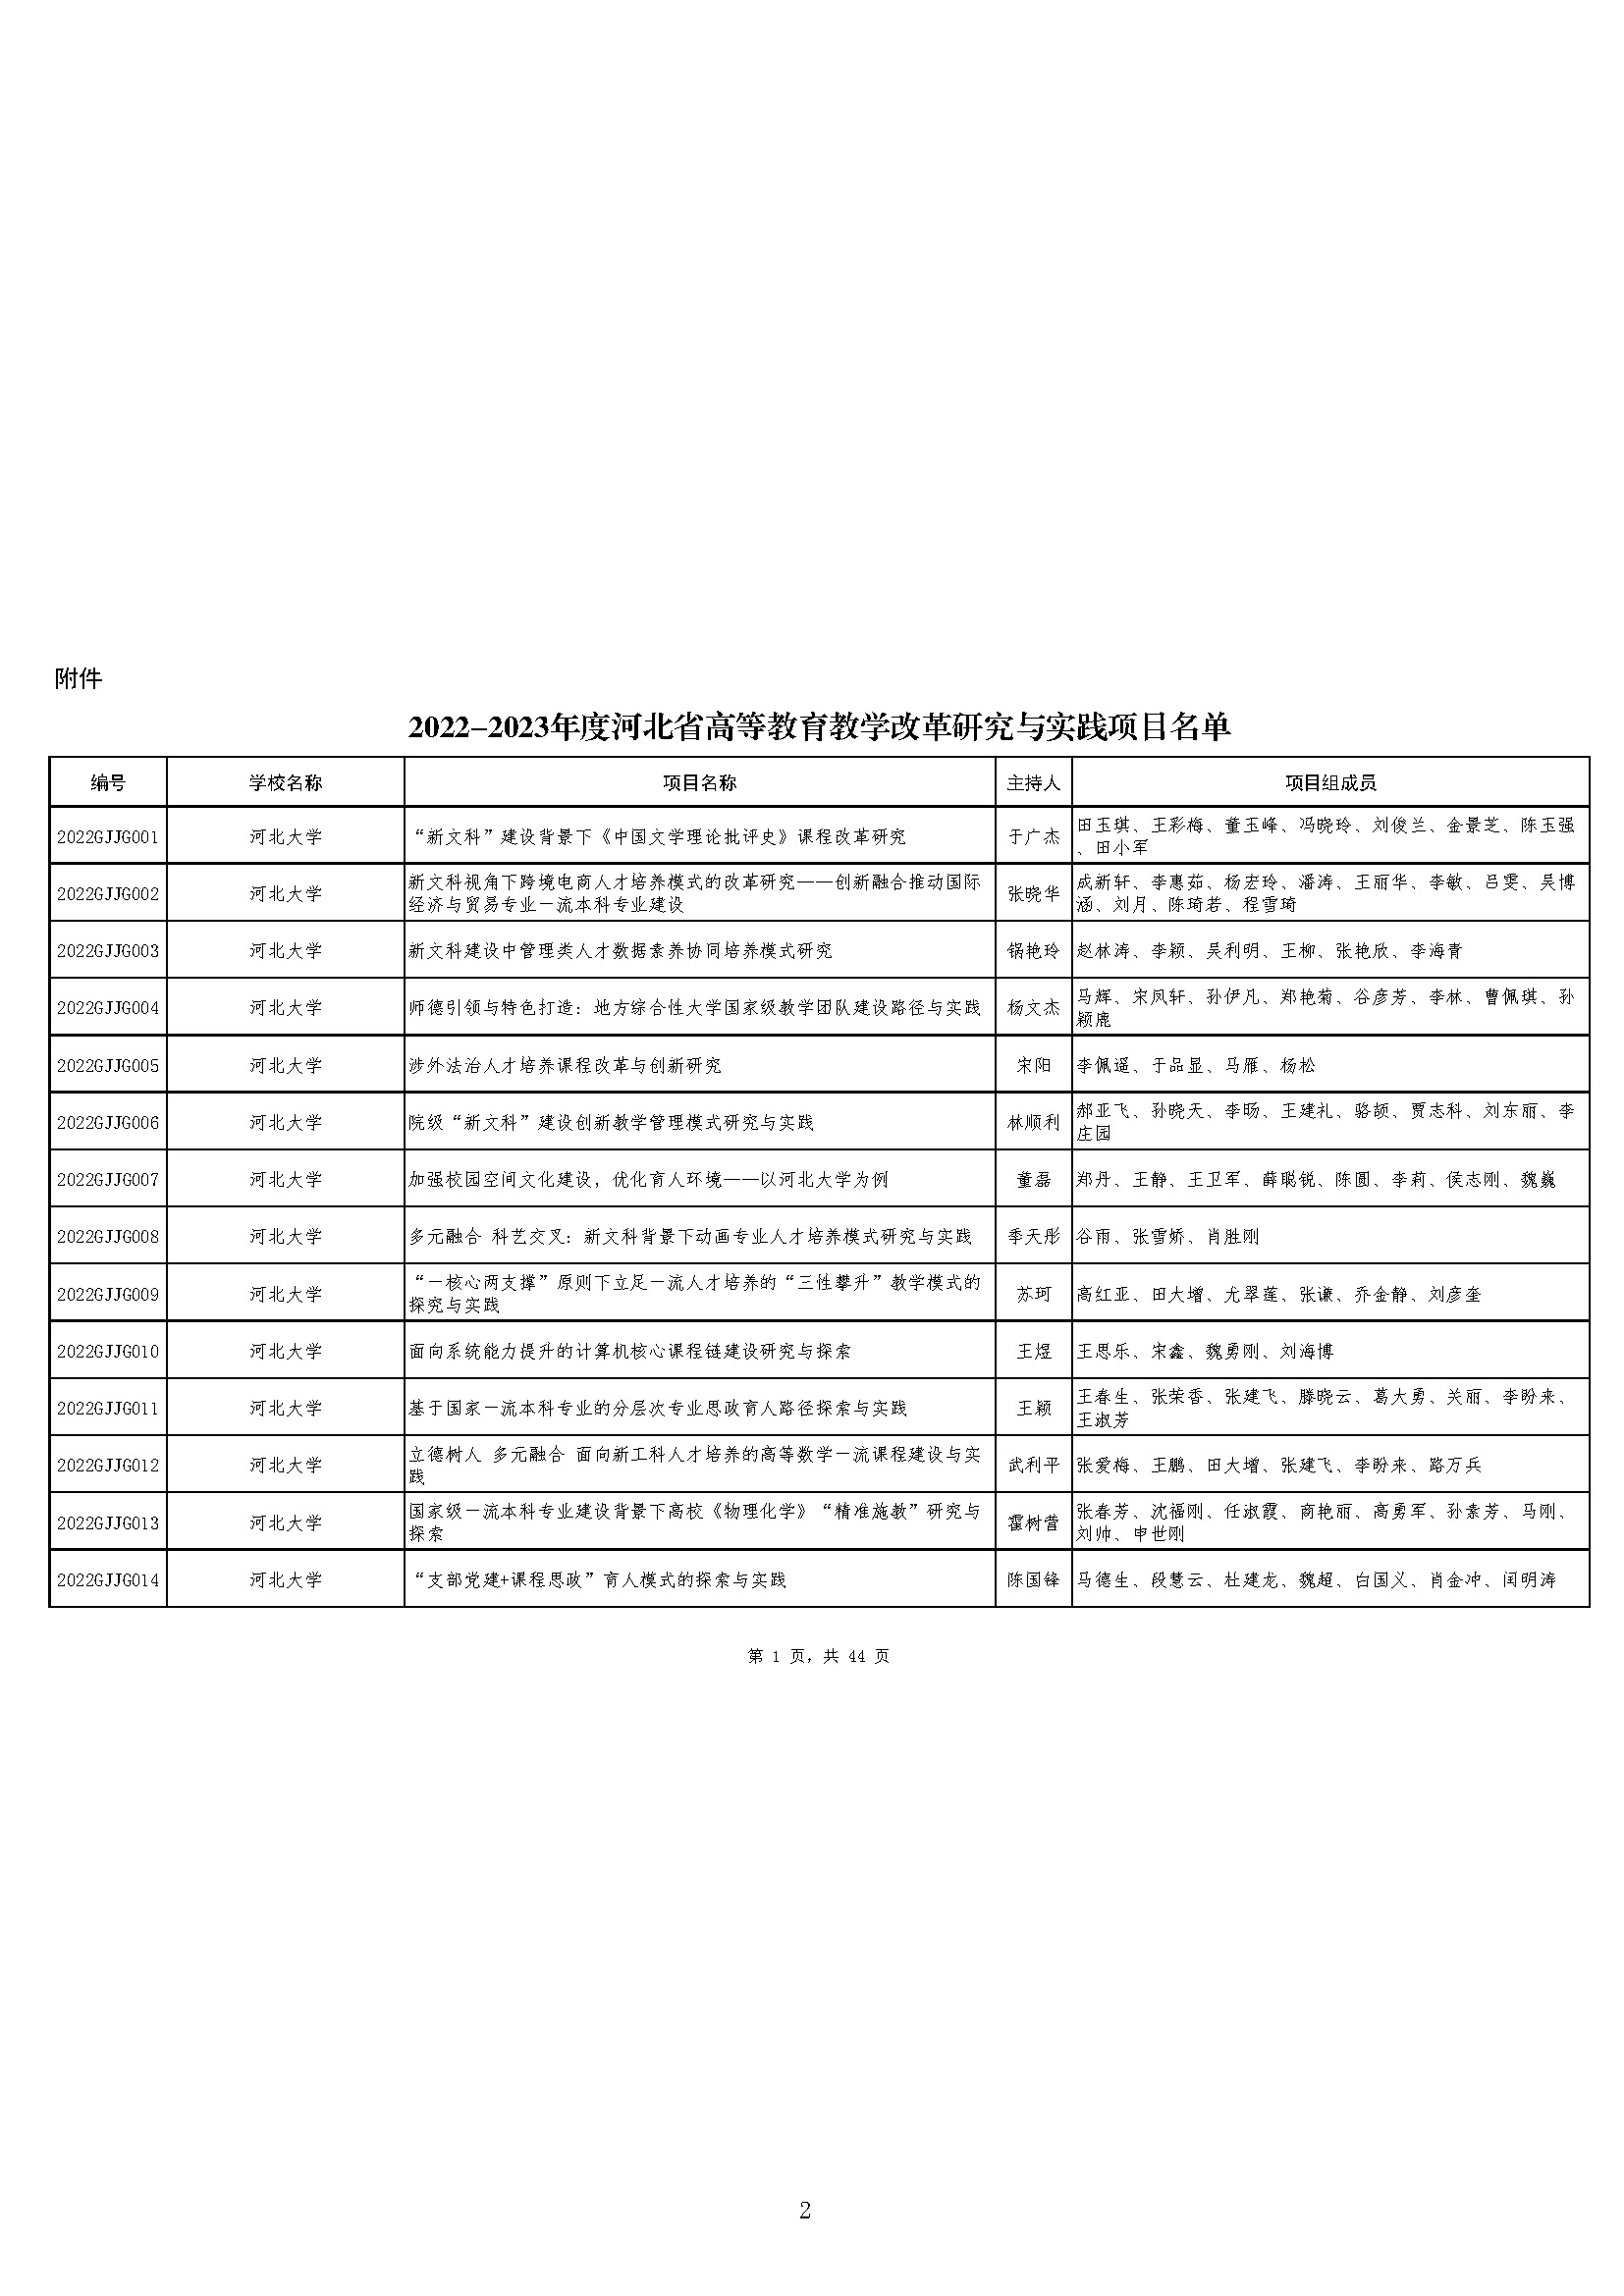 附件
2022-2023年度河北省高等教育教学改革研究与实践项目名单
编号 学校名称 项目名称 主持人 项目组成员
2022GJJG001 河北大学 “新文科”建设背景下《中国文学理论批评史》课程改革研究 于广杰 田玉琪、王彩梅、董玉峰、冯晓玲、刘俊兰、金景芝、陈玉强
、田小军
2022GJJG002 河北大学 新文科视角下跨境电商人才培养模式的改革研究——创新融合推动国际
经济与贸易专业一流本科专业建设 张晓华 成新轩、李惠茹、杨宏玲、潘涛、王丽华、李敏、吕雯、吴博
涵、刘月、陈琦若、程雪琦
2022GJJG003 河北大学 新文科建设中管理类人才数据素养协同培养模式研究 锅艳玲 赵林涛、李颖、吴利明、王柳、张艳欣、李海青
2022GJJG004 河北大学 师德引领与特色打造：地方综合性大学国家级教学团队建设路径与实践 杨文杰 马辉、宋凤轩、孙伊凡、郑艳菊、谷彦芳、李林、曹佩琪、孙
颖鹿
2022GJJG005 河北大学 涉外法治人才培养课程改革与创新研究 宋阳 李佩遥、于品显、马雁、杨松
2022GJJG006 河北大学 院级“新文科”建设创新教学管理模式研究与实践 林顺利 郝亚飞、孙晓天、李旸、王建礼、骆颉、贾志科、刘东丽、李
庄园
2022GJJG007 河北大学 加强校园空间文化建设，优化育人环境——以河北大学为例 董磊 郑丹、王静、王卫军、薛聪锐、陈圆、李莉、侯志刚、魏巍
2022GJJG008 河北大学 多元融合 科艺交叉：新文科背景下动画专业人才培养模式研究与实践 季天彤 谷雨、张雪娇、肖胜刚
2022GJJG009 河北大学 “一核心两支撑”原则下立足一流人才培养的“三性攀升”教学模式的
探究与实践 苏珂 高红亚、田大增、尤翠莲、张谦、乔金静、刘彦奎
2022GJJG010 河北大学 面向系统能力提升的计算机核心课程链建设研究与探索 王煜 王思乐、宋鑫、魏勇刚、刘海博
2022GJJG011 河北大学 基于国家一流本科专业的分层次专业思政育人路径探索与实践 王颖 王春生、张荣香、张建飞、滕晓云、葛大勇、关丽、李盼来、
王淑芳
2022GJJG012 河北大学 立德树人 多元融合 面向新工科人才培养的高等数学一流课程建设与实
践 武利平 张爱梅、王鹏、田大增、张建飞、李盼来、路万兵
2022GJJG013 河北大学 国家级一流本科专业建设背景下高校《物理化学》“精准施教”研究与
探索 霍树营 张春芳、沈福刚、任淑霞、商艳丽、高勇军、孙素芳、马刚、
刘帅、申世刚
2022GJJG014 河北大学 “支部党建+课程思政”育人模式的探索与实践 陈国锋 马德生、段慧云、杜建龙、魏超、白国义、肖金冲、闰明涛
第 1 页，共 44 页
2